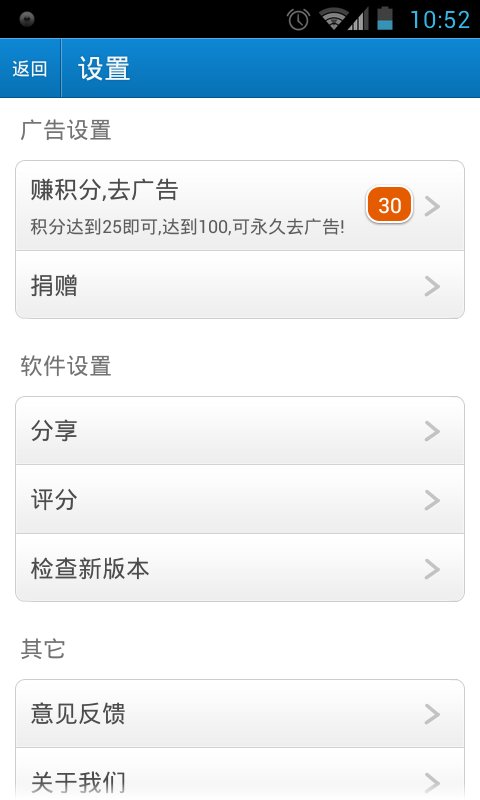 10:52
返回
设置
广告设置
赚积分,去广告
30
积分达到25即可,达到100,可永久去广告!
捐赠
软件设置
分享
评分
检查新版本
其它
意见反馈
关于我们